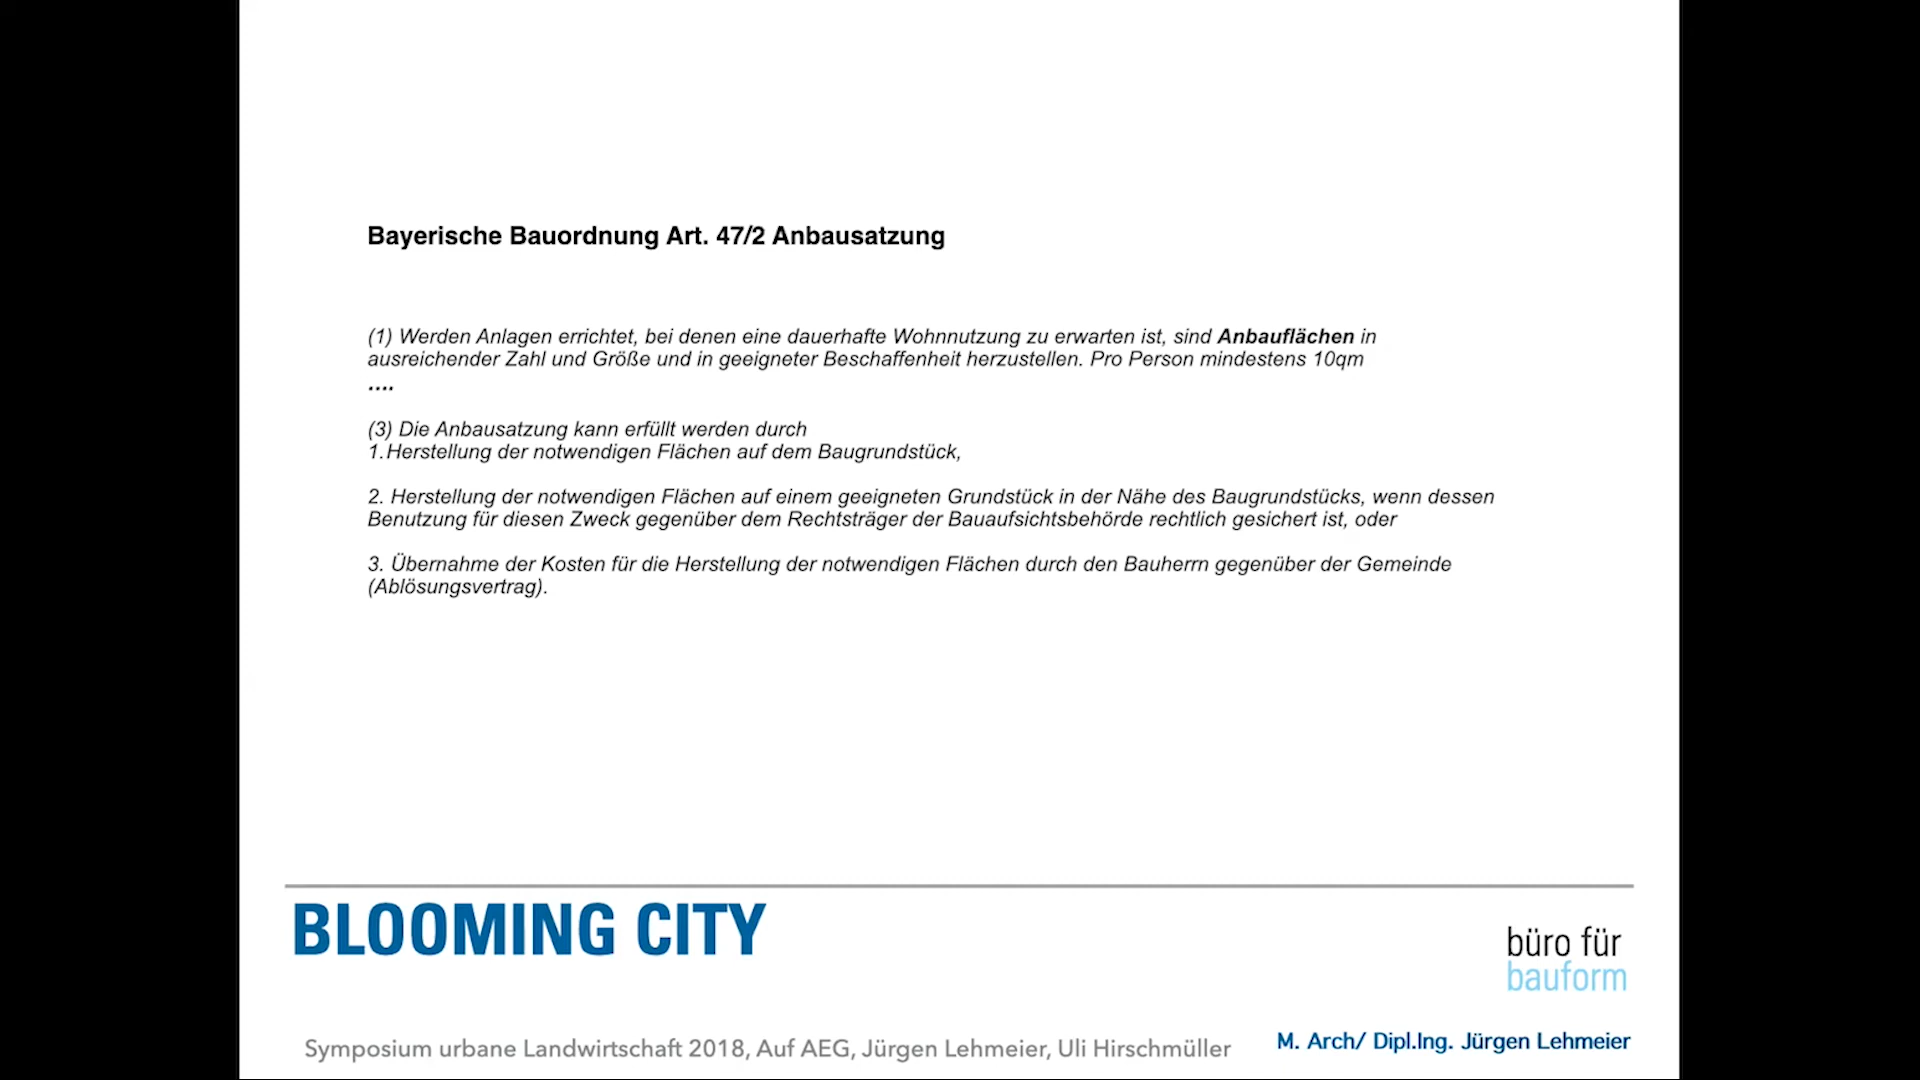 Bayerische Bauordnung Art. 47/2 Anbausatzung
(1) Werden Anlagen errichtet, bei denen eine dauerhafte Wohnnutzung zu erwarten ist, sind Anbauflächen in
ausreichender Zahl und Größe und in geeigneter Beschaffenheit herzustellen. Pro Person mindestens 10qm
....
(3) Die Anbausatzung kann erfüllt werden durch
1.Herstellung der notwendigen Flächen auf dem Baugrundstück,
2. Herstellung der notwendigen Flächen auf einem geeigneten Grundstück in der Nähe des Baugrundstücks, wenn dessen
Benutzung für diesen Zweck gegenüber dem Rechtsträger der Bauaufsichtsbehörde rechtlich gesichert ist, oder
3. Übernahme der Kosten für die Herstellung der notwendigen Flächen durch den Bauherrn gegenüber der Gemeinde
(Ablösungsvertrag).
BLOOMING CITY
büro für
bauform
Symposium urbane Landwirtschaft 2018, Auf AEG, Jürgen Lehmeier, Uli Hirschmüller
M. Arch/ Dipl.Ing. Jürgen Lehmeier